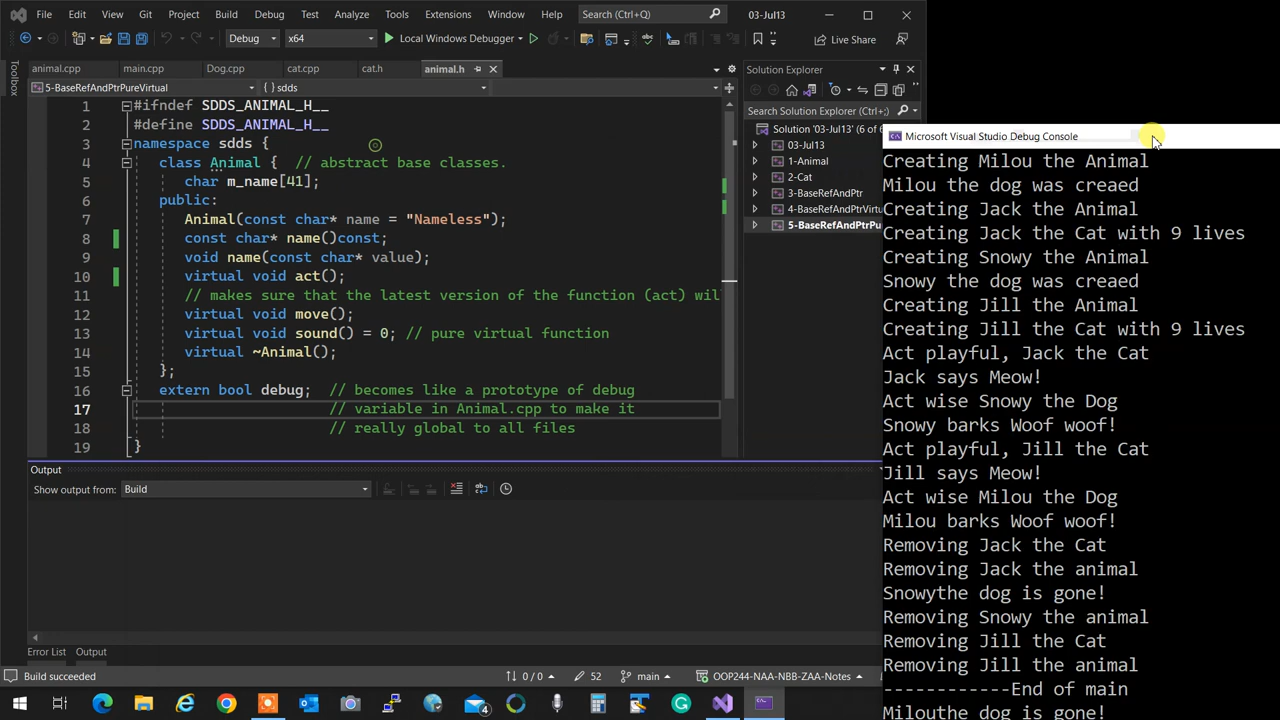 File Edit View Git Project Build Debug Test Analyze Tools Extensions Window Help Search (Ctrl+Q) 03-Jul13
Debug x64 Local Windows Debugger Live Share
Toolbox
animal.cpp main.cpp Dog.cpp cat.cpp cat.h animal.h
5-BaseRefAndPtrPureVirtual {} sdds
1 #ifndef SDDS_ANIMAL_H__
2 #define SDDS_ANIMAL_H__
3 namespace sdds {
4 class Animal { // abstract base classes.
5 char m_name[41];
6 public:
7 Animal(const char* name = "Nameless");
8 const char* name()const;
9 void name(const char* value);
10 virtual void act();
11 // makes sure that the latest version of the function (act) wil
12 virtual void move();
13 virtual void sound() = 0; // pure virtual function
14 virtual ~Animal();
15 };
16 extern bool debug; // becomes like a prototype of debug
17 // variable in Animal.cpp to make it
18 // really global to all files
19 }
Solution Explorer
Search Solution Explorer (Ctrl+;)
Solution '03-Jul13' (6 of 6
03-Jul13
1-Animal
2-Cat
3-BaseRefAndPtr
4-BaseRefAndPtrVirtu
5-BaseRefAndPtrPu
Output
Show output from: Build
Error List Output
Build succeeded 0 / 0 52 main OOP244-NAA-NBB-ZAA-Notes
4
Microsoft Visual Studio Debug Console
Creating Milou the Animal
Milou the dog was creaed
Creating Jack the Animal
Creating Jack the Cat with 9 lives
Creating Snowy the Animal
Snowy the dog was creaed
Creating Jill the Animal
Creating Jill the Cat with 9 lives
Act playful, Jack the Cat
Jack says Meow!
Act wise Snowy the Dog
Snowy barks Woof woof!
Act playful, Jill the Cat
Jill says Meow!
Act wise Milou the Dog
Milou barks Woof woof!
Removing Jack the Cat
Removing Jack the animal
Snowythe dog is gone!
Removing Snowy the animal
Removing Jill the Cat
Removing Jill the animal
------------End of main
Milouthe dog is gone!